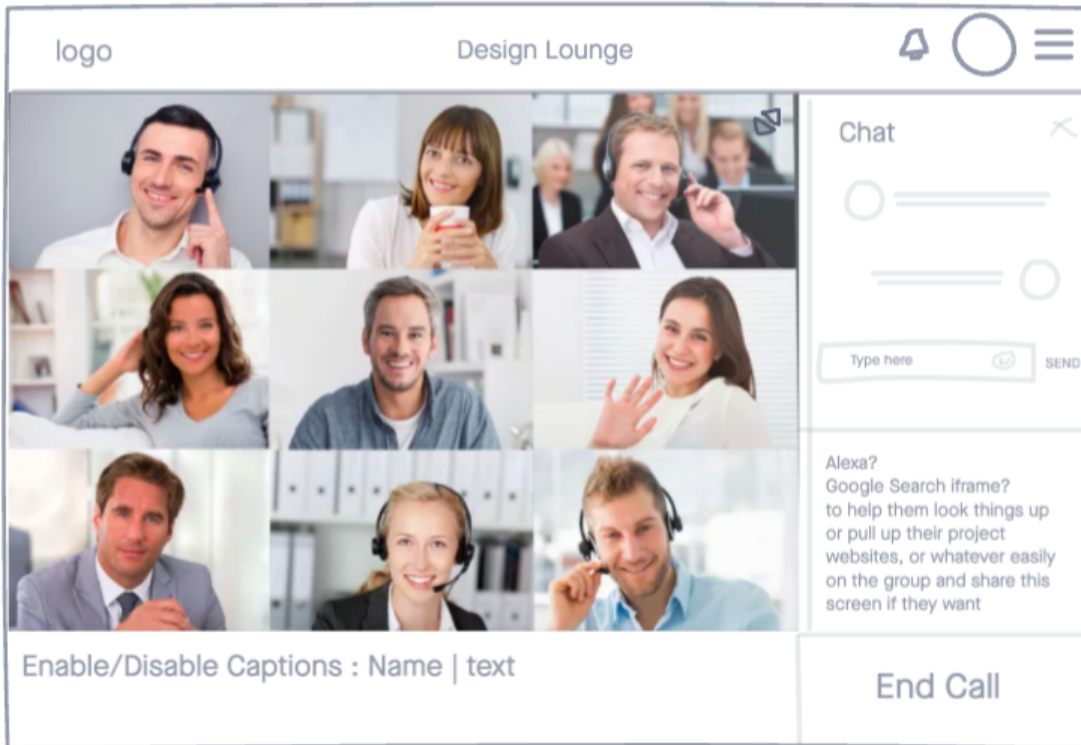 logo
Design Lounge
Chat
Type here
SEND
Alexa?
Google Search iframe?
to help them look things up
or pull up their project
websites, or whatever easily
on the group and share this
screen if they want
Enable/Disable Captions : Name | text
End Call